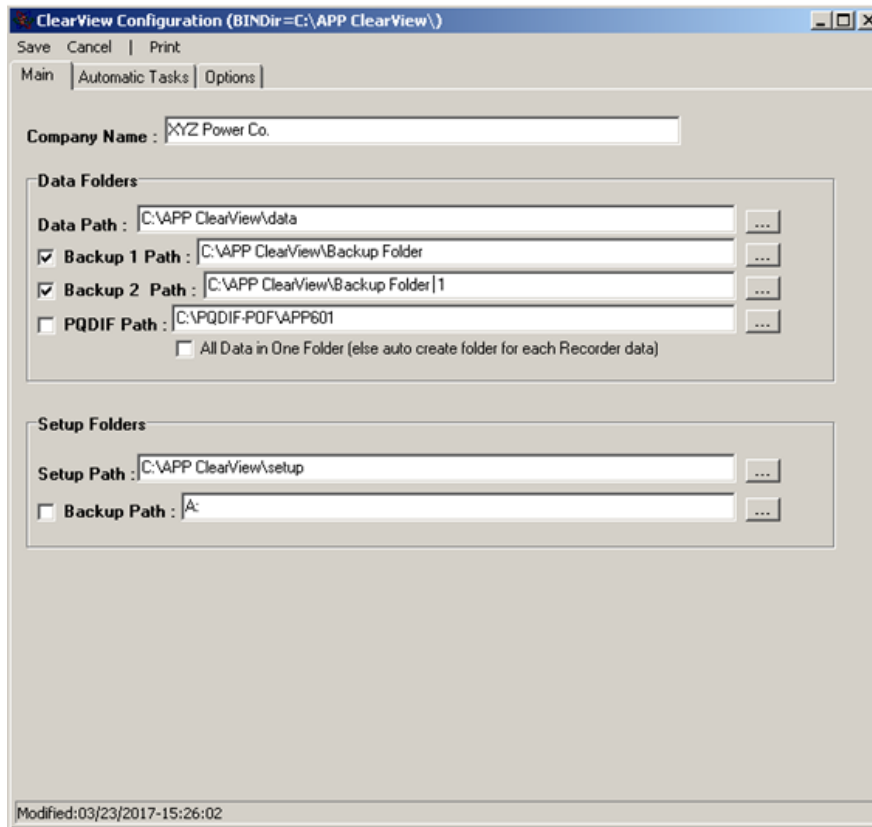 ClearView Configuration (BINDir=C:\APP ClearView\)
Save Cancel | Print
Main Automatic Tasks Options
Company Name : XYZ Power Co.
Data Folders
Data Path : C:\APP ClearView\data ...
Backup 1 Path : C:\APP ClearView\Backup Folder ...
Backup 2 Path : C:\APP ClearView\Backup Folder 1 ...
PQDIF Path : C:\PQDIF-POF\APP601 ...
All Data in One Folder (else auto create folder for each Recorder data)
Setup Folders
Setup Path : C:\APP ClearView\setup ...
Backup Path : A: ...
Modified:03/23/2017-15:26:02